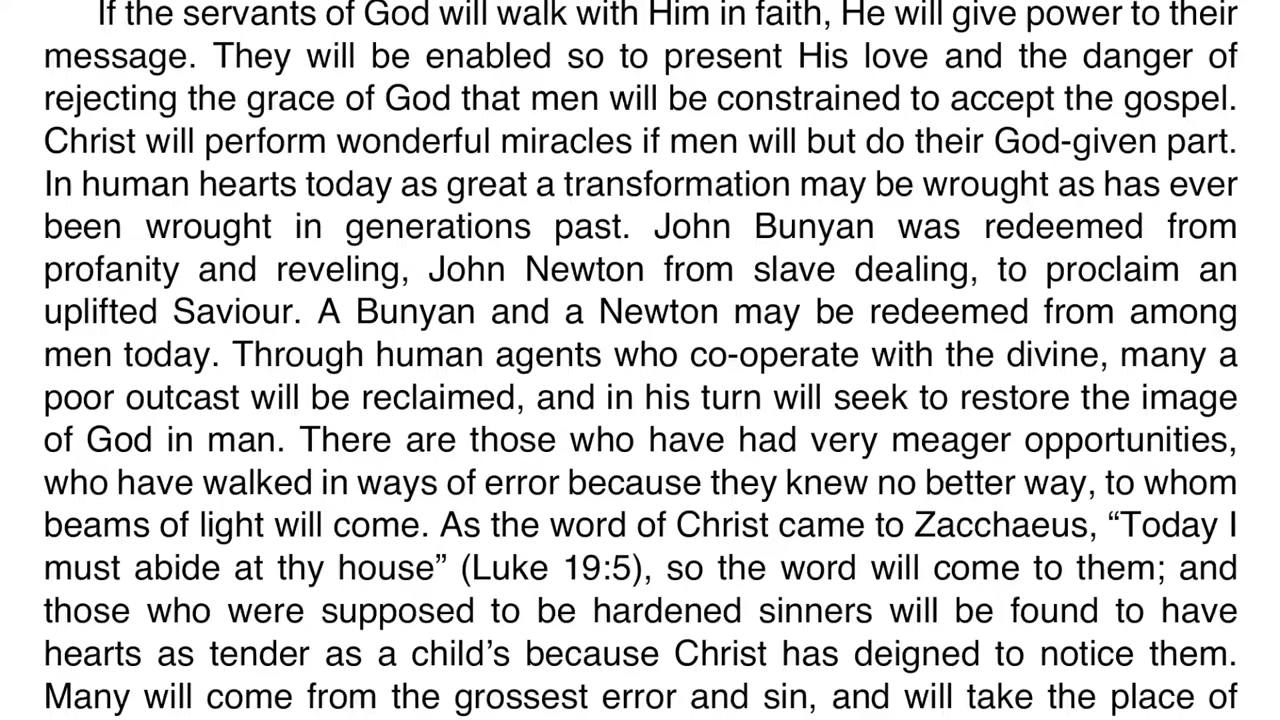 If the servants of God will walk with Him in faith, He will give power to their
message. They will be enabled so to present His love and the danger of
rejecting the grace of God that men will be constrained to accept the gospel.
Christ will perform wonderful miracles if men will but do their God-given part.
In human hearts today as great a transformation may be wrought as has ever
been wrought in generations past. John Bunyan was redeemed from
profanity and reveling, John Newton from slave dealing, to proclaim an
uplifted Saviour. A Bunyan and a Newton may be redeemed from among
men today. Through human agents who co-operate with the divine, many a
poor outcast will be reclaimed, and in his turn will seek to restore the image
of God in man. There are those who have had very meager opportunities,
who have walked in ways of error because they knew no better way, to whom
beams of light will come. As the word of Christ came to Zacchaeus, “Today I
must abide at thy house” (Luke 19:5), so the word will come to them; and
those who were supposed to be hardened sinners will be found to have
hearts as tender as a child’s because Christ has deigned to notice them.
Many will come from the grossest error and sin, and will take the place of